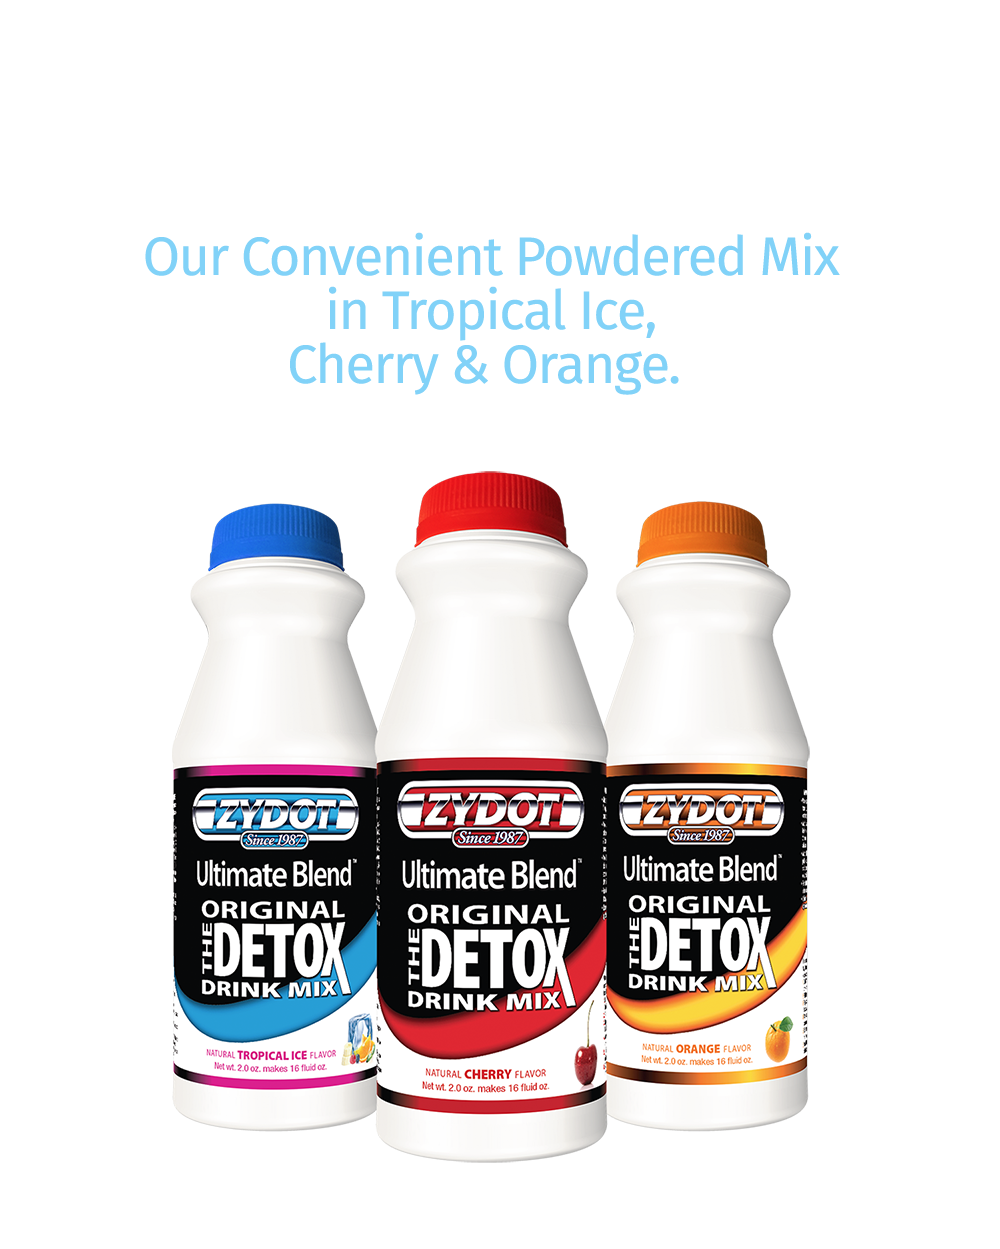 Our Convenient Powdered Mix
in Tropical Ice,
Cherry & Orange.
ZYDOT
Since 1987
Ultimate Blend™
THE ORIGINAL
DETOX
DRINK MIX
NATURAL TROPICAL ICE FLAVOR
Net wt. 2.0 oz. makes 16 fluid oz.
ZYDOT
Since 1987
Ultimate Blend™
THE ORIGINAL
DETOX
DRINK MIX
NATURAL CHERRY FLAVOR
Net wt. 2.0 oz. makes 16 fluid oz.
ZYDOT
Since 1987
Ultimate Blend™
THE ORIGINAL
DETOX
DRINK MIX
NATURAL ORANGE FLAVOR
Net wt. 2.0 oz. makes 16 fluid oz.